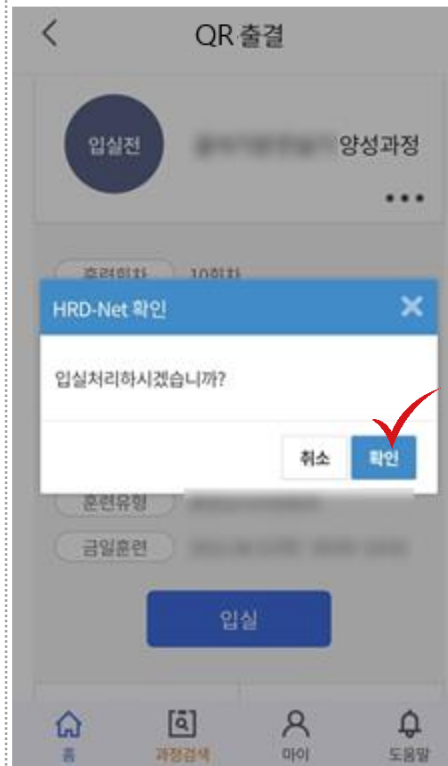 QR 출결
입실전
양성과정
훈련회차 10회차
HRD-Net 확인
입실처리하시겠습니까?
취소 확인
훈련유형
금일훈련
입실
홈 과정검색 마이 도움말